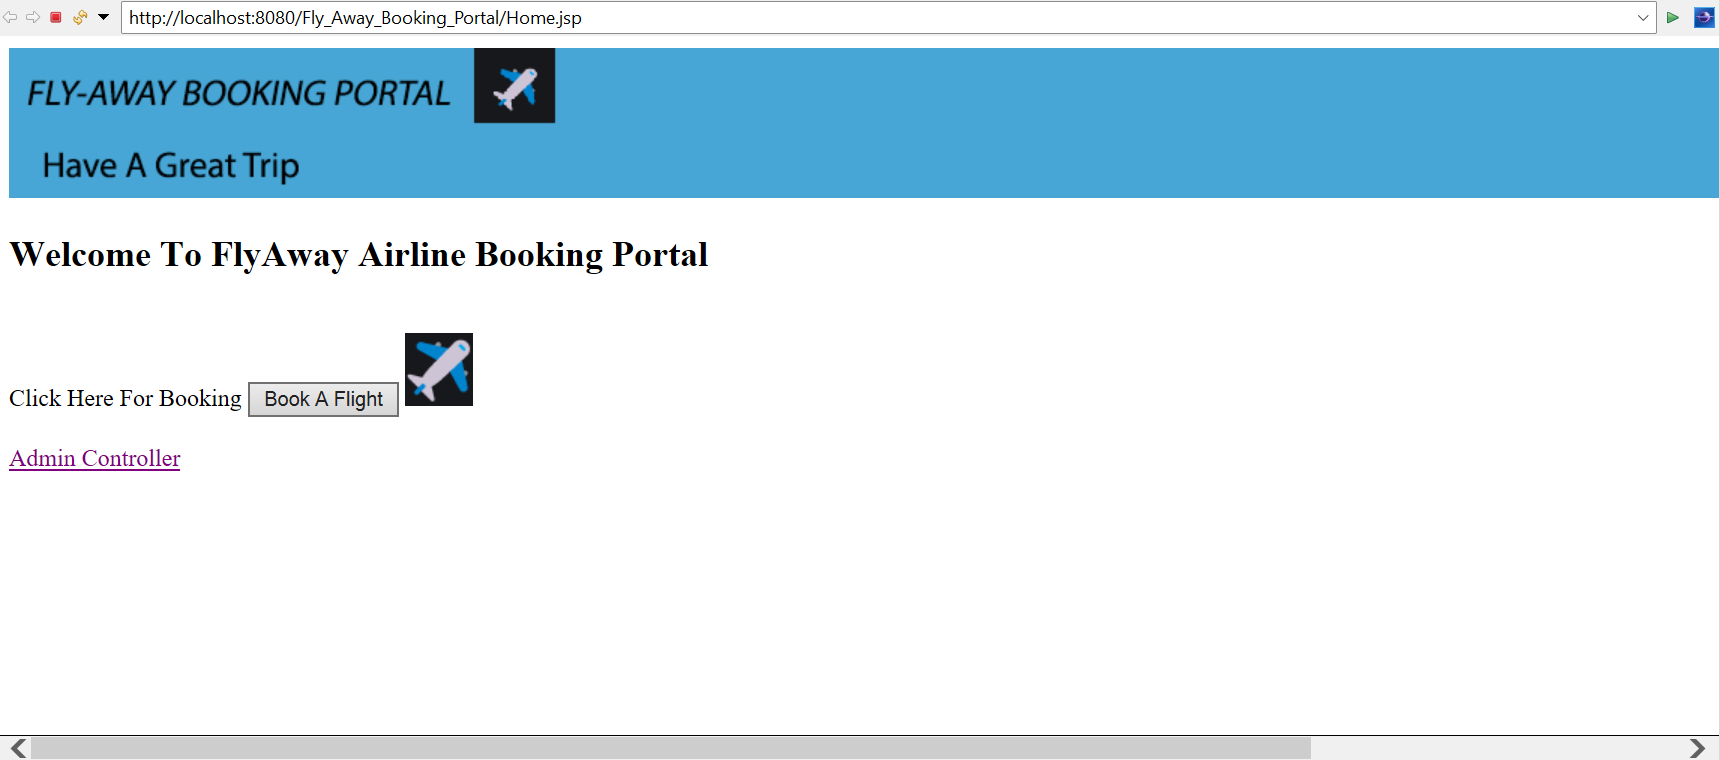 http://localhost:8080/Fly_Away_Booking_Portal/Home.jsp
FLY-AWAY BOOKING PORTAL
Have A Great Trip
Welcome To FlyAway Airline Booking Portal
Click Here For Booking Book A Flight
Admin Controller